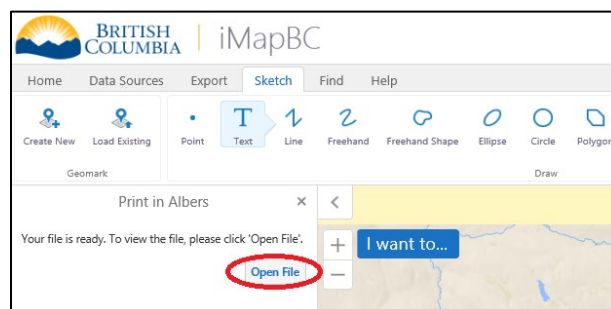 BRITISH
COLUMBIA
iMapBC
Home Data Sources Export Sketch Find Help
Create New Load Existing Point Text Line Freehand Freehand Shape Ellipse Circle Polygon
Geomark Draw
Print in Albers ×
Your file is ready. To view the file, please click 'Open File'.
I want to...
Open File